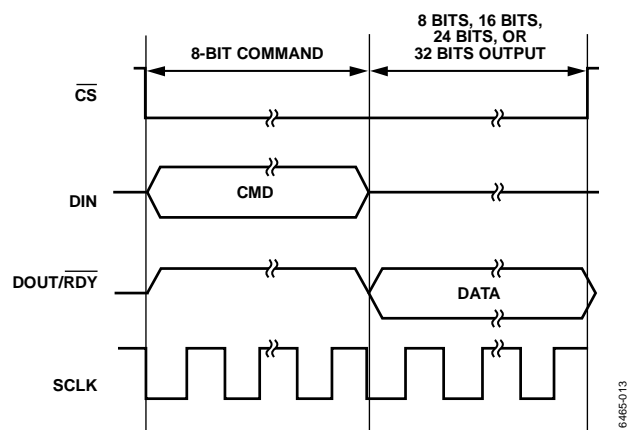 8 BITS, 16 BITS,
24 BITS, OR
32 BITS OUTPUT
8-BIT COMMAND
CS
DIN
CMD
DOUT/RDY
DATA
SCLK
6465-013